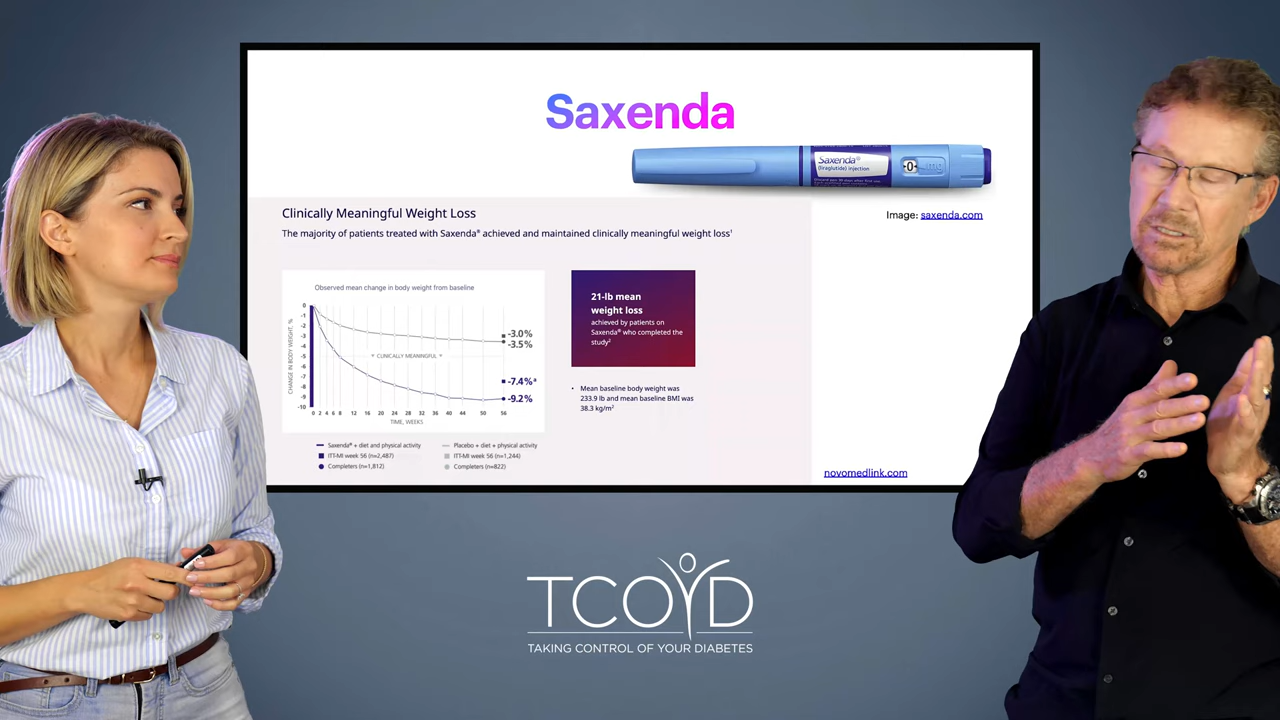 Saxenda
Saxenda®
(liraglutide) injection
-0-
mg
Image: saxenda.com
Clinically Meaningful Weight Loss
The majority of patients treated with Saxenda® achieved and maintained clinically meaningful weight loss¹
Observed mean change in body weight from baseline
CHANGE IN BODY WEIGHT, %
0
-1
-2
-3
-4
-5
-6
-7
-8
-9
-10
-3.0%
-3.5%
CLINICALLY MEANINGFUL
-7.4%ᵃ
-9.2%
0 2 4 6 8 12 16 20 24 28 32 36 40 44 50 56
TIME, WEEKS
Saxenda® + diet and physical activity
ITT-MI week 56 (n=2,487)
Completers (n=1,812)
Placebo + diet + physical activity
ITT-MI week 56 (n=1,244)
Completers (n=822)
21-lb mean
weight loss
achieved by patients on
Saxenda® who completed the
study²
• Mean baseline body weight was
233.9 lb and mean baseline BMI was
38.3 kg/m²
novomedlink.com
TCOYD
TAKING CONTROL OF YOUR DIABETES